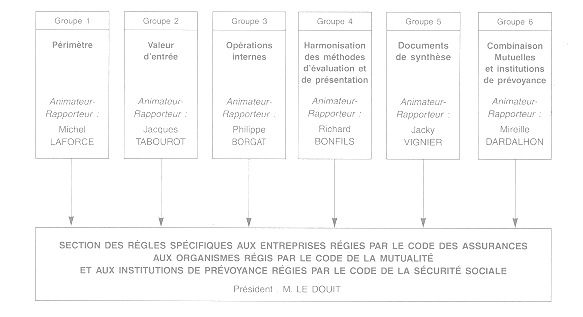 Groupe 1
Périmètre
Animateur-
Rapporteur :
Michel
LAFORCE
Groupe 2
Valeur
d'entrée
Animateur-
Rapporteur :
Jacques
TABOUROT
Groupe 3
Opérations
internes
Animateur-
Rapporteur :
Philippe
BORGAT
Groupe 4
Harmonisation
des méthodes
d'évaluation et
de présentation
Animateur-
Rapporteur :
Richard
BONFILS
Groupe 5
Documents
de synthèse
Animateur-
Rapporteur :
Jacky
VIGNIER
Groupe 6
Combinaison
Mutuelles
et institutions
de prévoyance
Animateur-
Rapporteur :
Mireille
DARDALHON
SECTION DES RÈGLES SPÉCIFIQUES AUX ENTREPRISES RÉGIES PAR LE CODE DES ASSURANCES
AUX ORGANISMES RÉGIS PAR LE CODE DE LA MUTUALITÉ
ET AUX INSTITUTIONS DE PRÉVOYANCE RÉGIES PAR LE CODE DE LA SÉCURITÉ SOCIALE
Président M. LE DOUIT